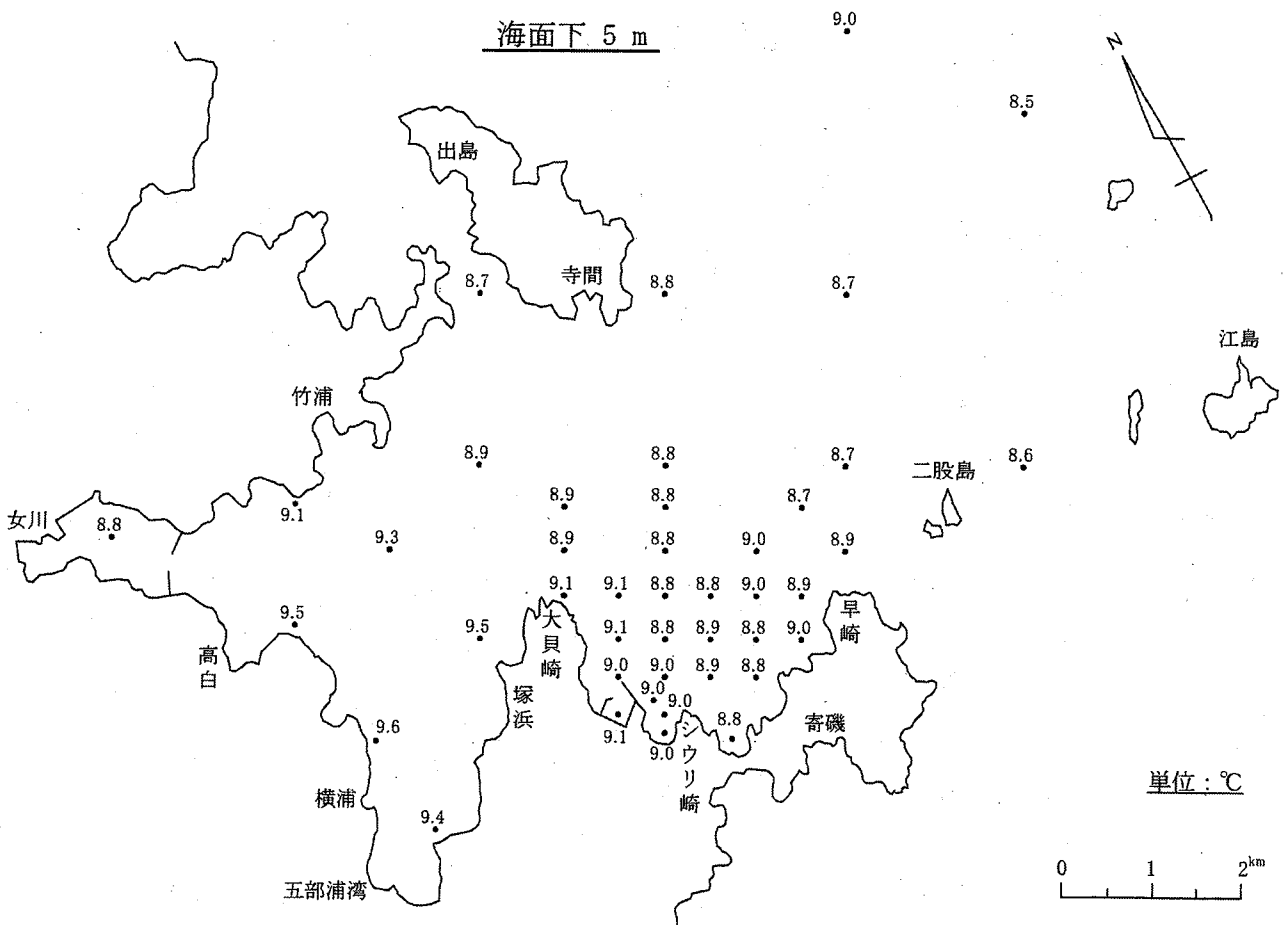 海面下 5 m
9.0
N
8.5
出島
寺間
8.7
8.8
8.7
江島
竹浦
8.9
8.8
8.7
8.6
二股島
8.9
8.8
8.7
女川
8.8
9.1
9.3
8.9
8.8
9.0
8.9
9.1
9.1
8.8
8.8
9.0
8.9
早崎
大貝崎
9.5
9.5
9.1
8.8
8.9
8.8
9.0
高白
9.0
9.0
8.9
8.8
塚浜
9.0
9.0
9.1
9.0
8.8
シウリ崎
寄磯
9.6
横浦
9.4
五部浦湾
単位：℃
0 1 2km